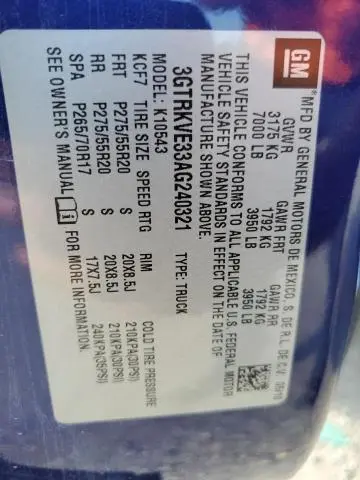 GM
MFD BY GENERAL MOTORS DE MEXICO, S. DE R.L. DE C.V. 05/10
GVWR GAWR FRT GAWR RR
3175 KG 1792 KG 1792 KG
7000 LB 3950 LB 3950 LB
THIS VEHICLE CONFORMS TO ALL APPLICABLE U.S. FEDERAL MOTOR
VEHICLE SAFETY STANDARDS IN EFFECT ON THE DATE OF
MANUFACTURE SHOWN ABOVE.
3GTRKVE33AG240321 TYPE: TRUCK
MODEL: K10543
KCF7 TIRE SIZE SPEED RTG RIM COLD TIRE PRESSURE
FRT P275/55R20 S 20X8.5J 210KPA(30PSI)
RR P275/55R20 S 20X8.5J 210KPA(30PSI)
SPA P265/70R17 S 17X7.5J 240KPA(35PSI)
SEE OWNER'S MANUAL FOR MORE INFORMATION.